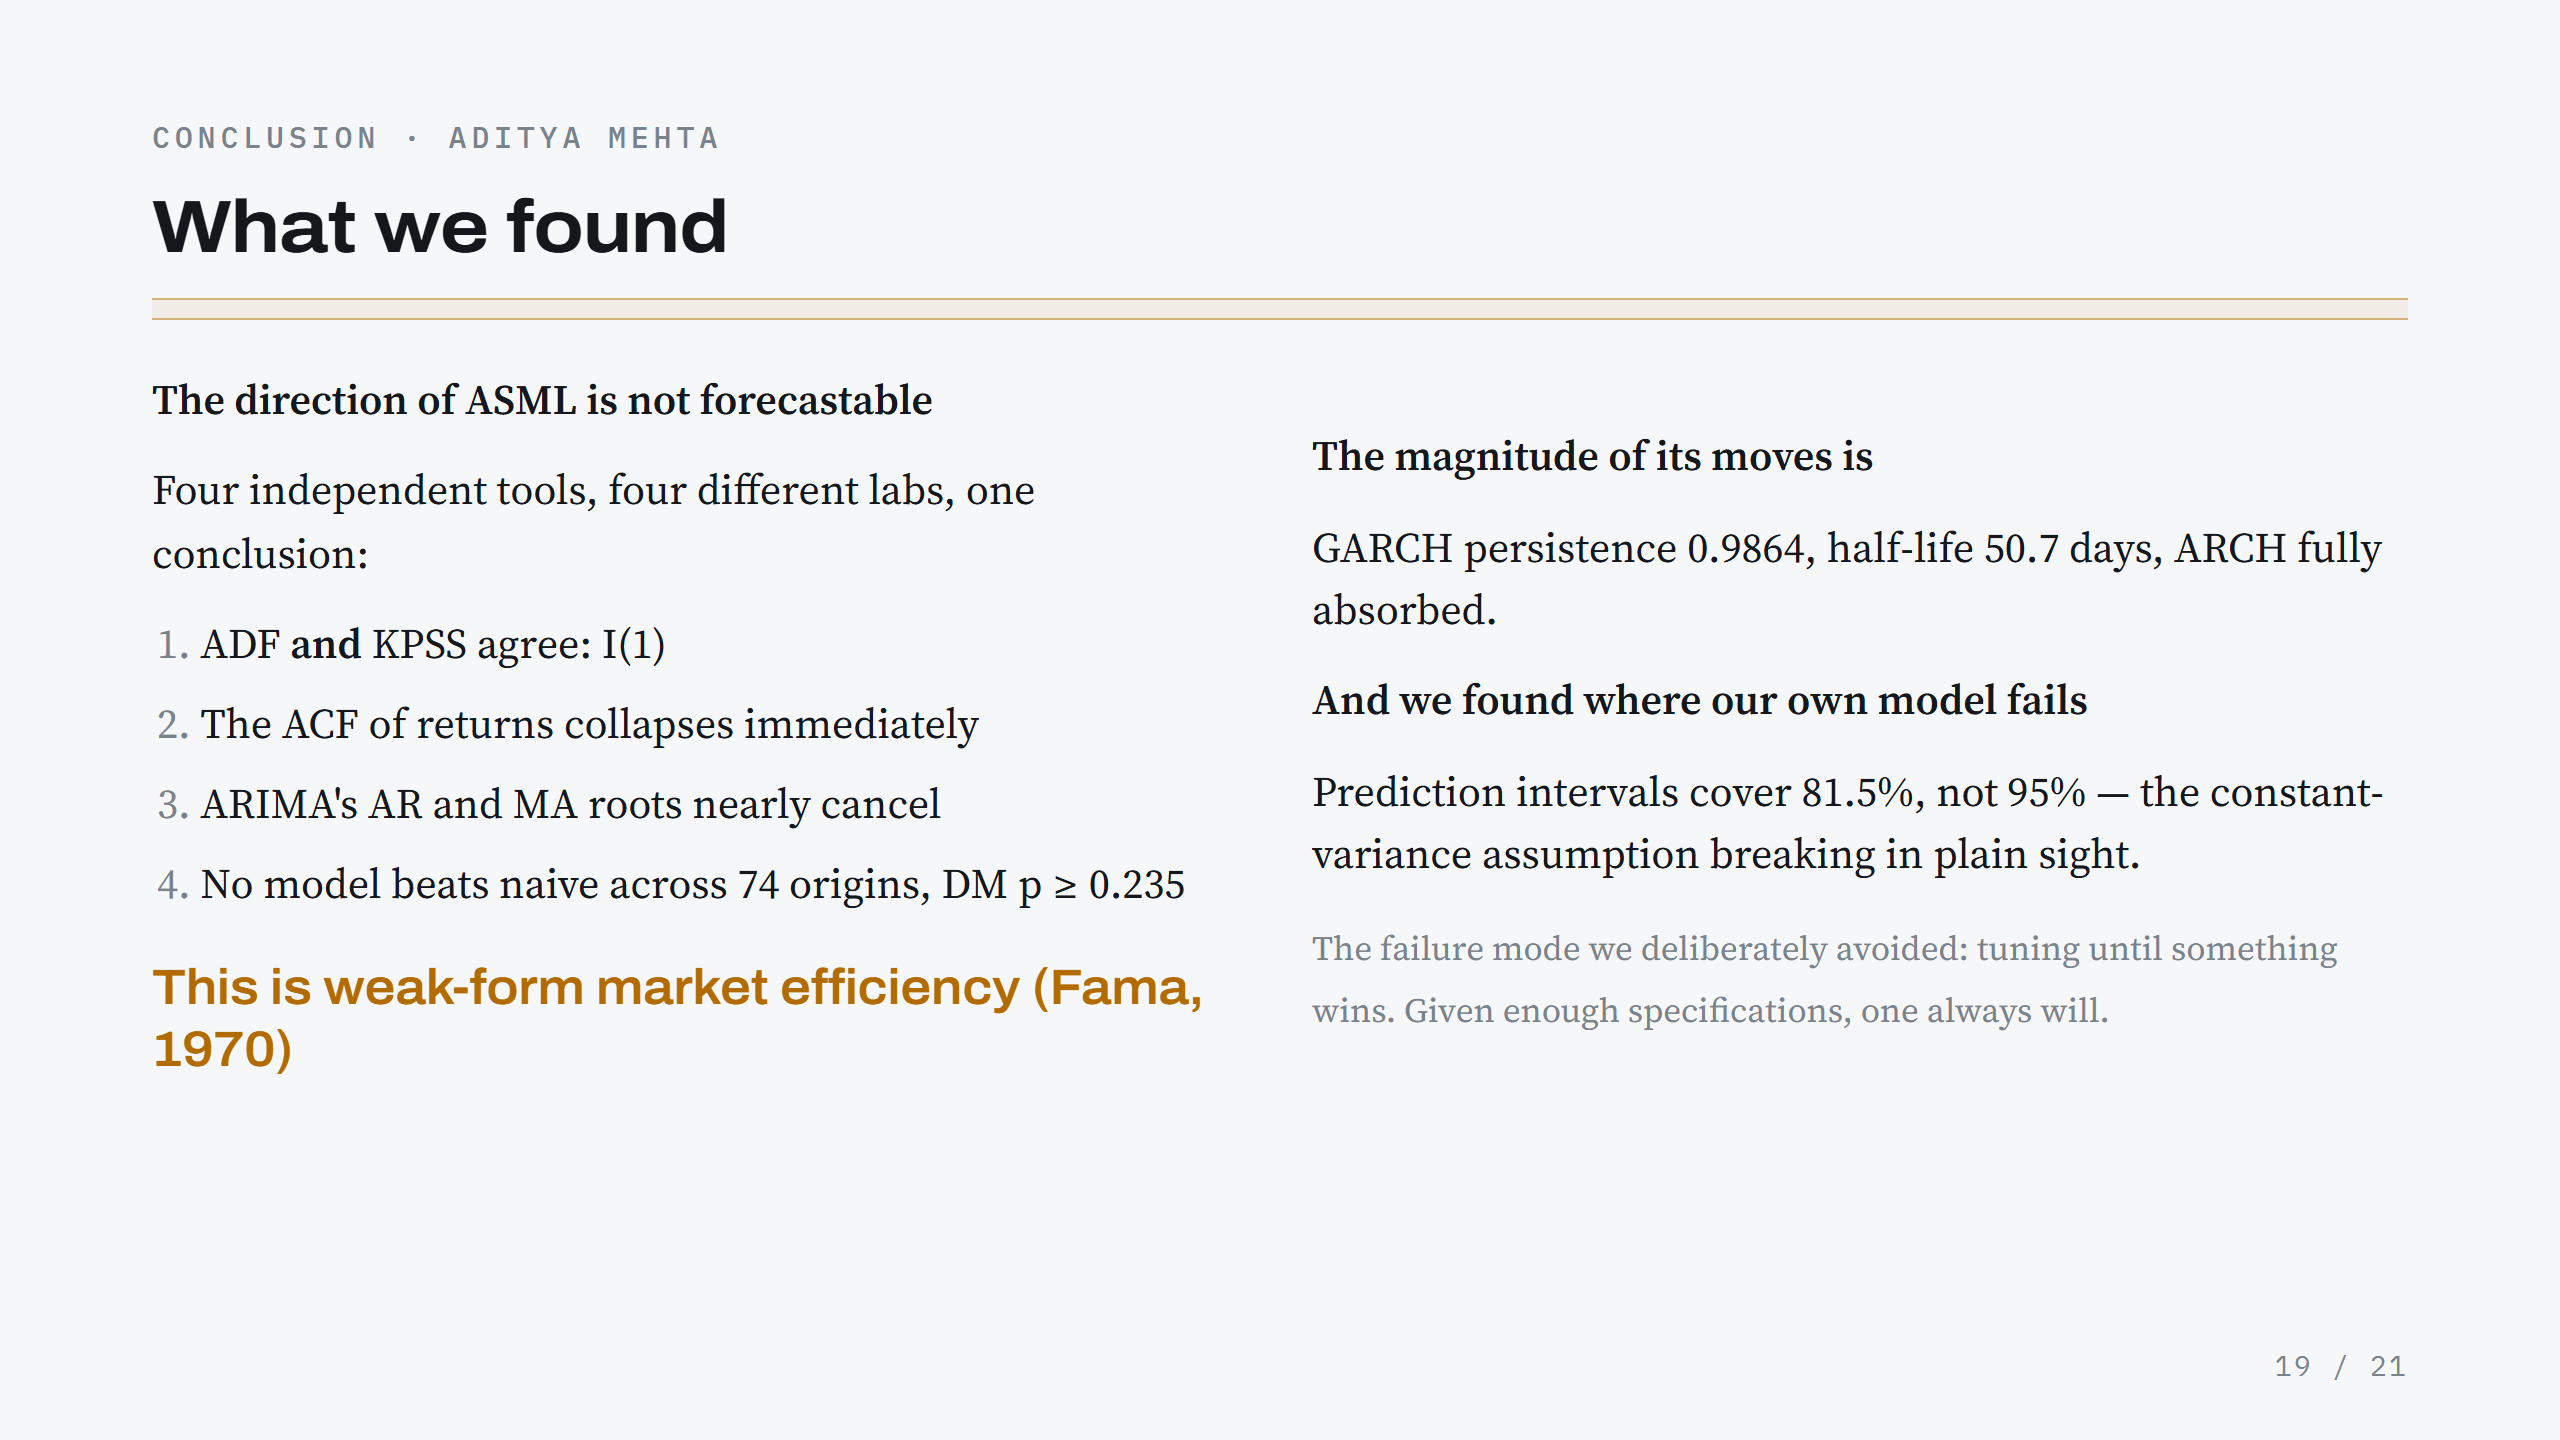 CONCLUSION · ADITYA MEHTA
What we found
The direction of ASML is not forecastable
Four independent tools, four different labs, one
conclusion:
1. ADF and KPSS agree: I(1)
2. The ACF of returns collapses immediately
3. ARIMA's AR and MA roots nearly cancel
4. No model beats naive across 74 origins, DM p ≥ 0.235
This is weak-form market efficiency (Fama,
1970)
The magnitude of its moves is
GARCH persistence 0.9864, half-life 50.7 days, ARCH fully
absorbed.
And we found where our own model fails
Prediction intervals cover 81.5%, not 95% — the constant-
variance assumption breaking in plain sight.
The failure mode we deliberately avoided: tuning until something
wins. Given enough specifications, one always will.
19 / 21